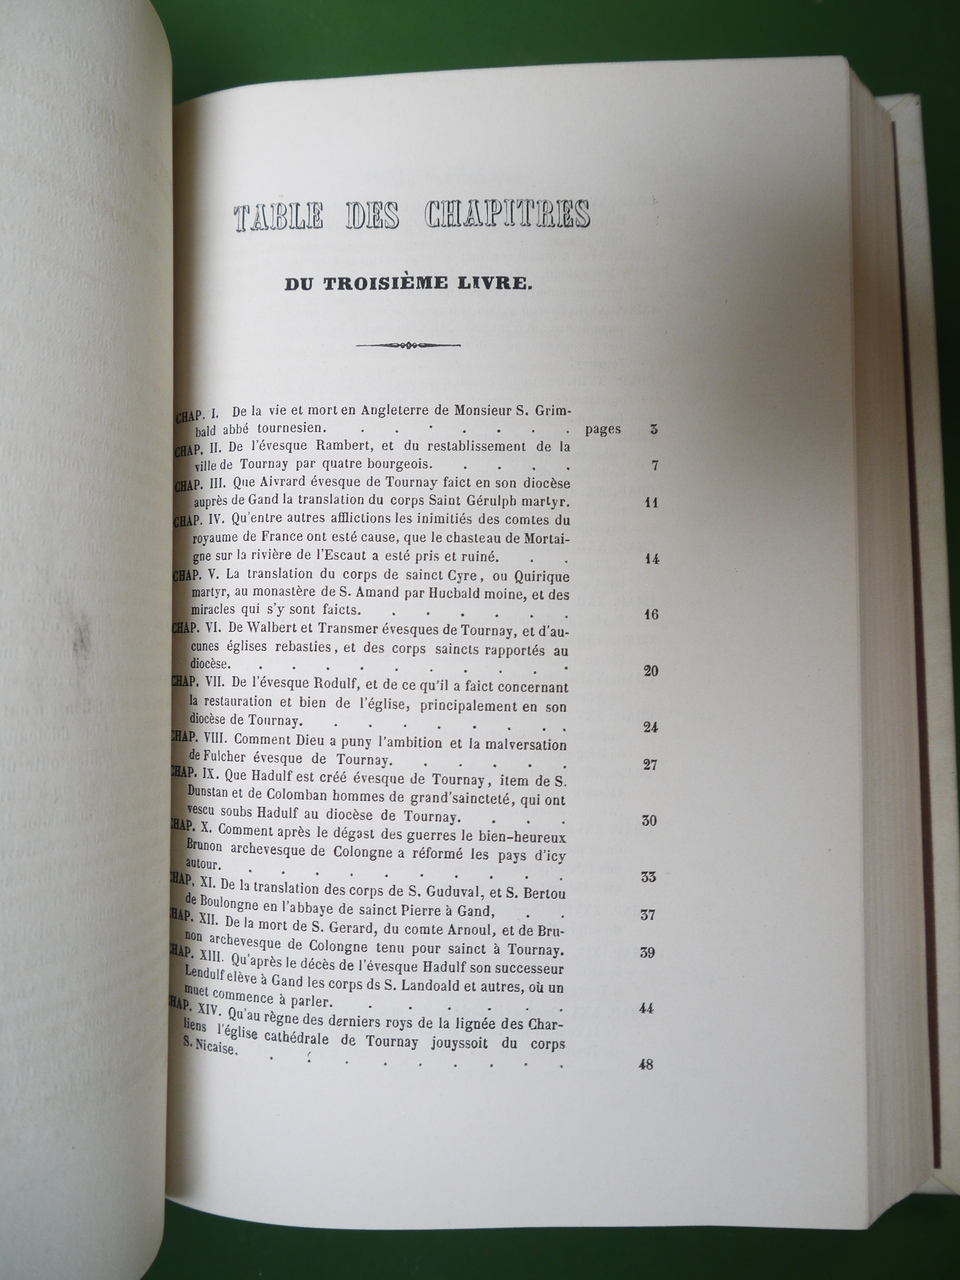 TABLE DES CHAPITRES
DU TROISIÈME LIVRE.
CHAP. I. De la vie et mort en Angleterre de Monsieur S. Grim-
bald abbé tournesien. . . . . . . . pages 3
CHAP. II. De l'évesque Rambert, et du restablissement de la
ville de Tournay par quatre bourgeois. . . . . 7
CHAP. III. Que Aivrard évesque de Tournay faict en son diocèse
auprès de Gand la translation du corps Saint Gérulph martyr. 11
CHAP. IV. Qu'entre autres afflictions les inimitiés des comtes du
royaume de France ont esté cause, que le chasteau de Mortai-
gne sur la rivière de l'Escaut a esté pris et ruiné. . . 14
CHAP. V. La translation du corps de sainct Cyre, ou Quirique
martyr, au monastère de S. Amand par Hucbald moine, et des
miracles qui s'y sont faicts. . . . . . . 16
CHAP. VI. De Walbert et Transmer évesques de Tournay, et d'au-
cunes églises rebasties, et des corps saincts rapportés au
diocèse. . . . . . . . . . . 20
CHAP. VII. De l'évesque Rodulf, et de ce qu'il a faict concernant
la restauration et bien de l'église, principalement en son
diocèse de Tournay. . . . . . . . . 24
CHAP. VIII. Comment Dieu a puny l'ambition et la malversation
de Fulcher évesque de Tournay. . . . . . 27
CHAP. IX. Que Hadulf est créé évesque de Tournay, item de S.
Dunstan et de Colomban hommes de grand'saincteté, qui ont
vescu soubs Hadulf au diocèse de Tournay. . . . 30
CHAP. X. Comment après le dégast des guerres le bien-heureux
Brunon archevesque de Colongne a réformé les pays d'icy
autour. . . . . . . . . . . 33
CHAP. XI. De la translation des corps de S. Guduval, et S. Bertou
de Boulongne en l'abbaye de sainct Pierre à Gand, . . 37
CHAP. XII. De la mort de S. Gerard, du comte Arnoul, et de Bru-
non archevesque de Colongne tenu pour sainct à Tournay. 39
CHAP. XIII. Qu'après le décès de l'évesque Hadulf son successeur
Lendulf elève à Gand les corps ds S. Landoald et autres, où un
muet commence à parler. . . . . . . 44
CHAP. XIV. Qu'au règne des derniers roys de la lignée des Char-
liens l'église cathédrale de Tournay jouyssoit du corps
S. Nicaise. . . . . . . . . . 48